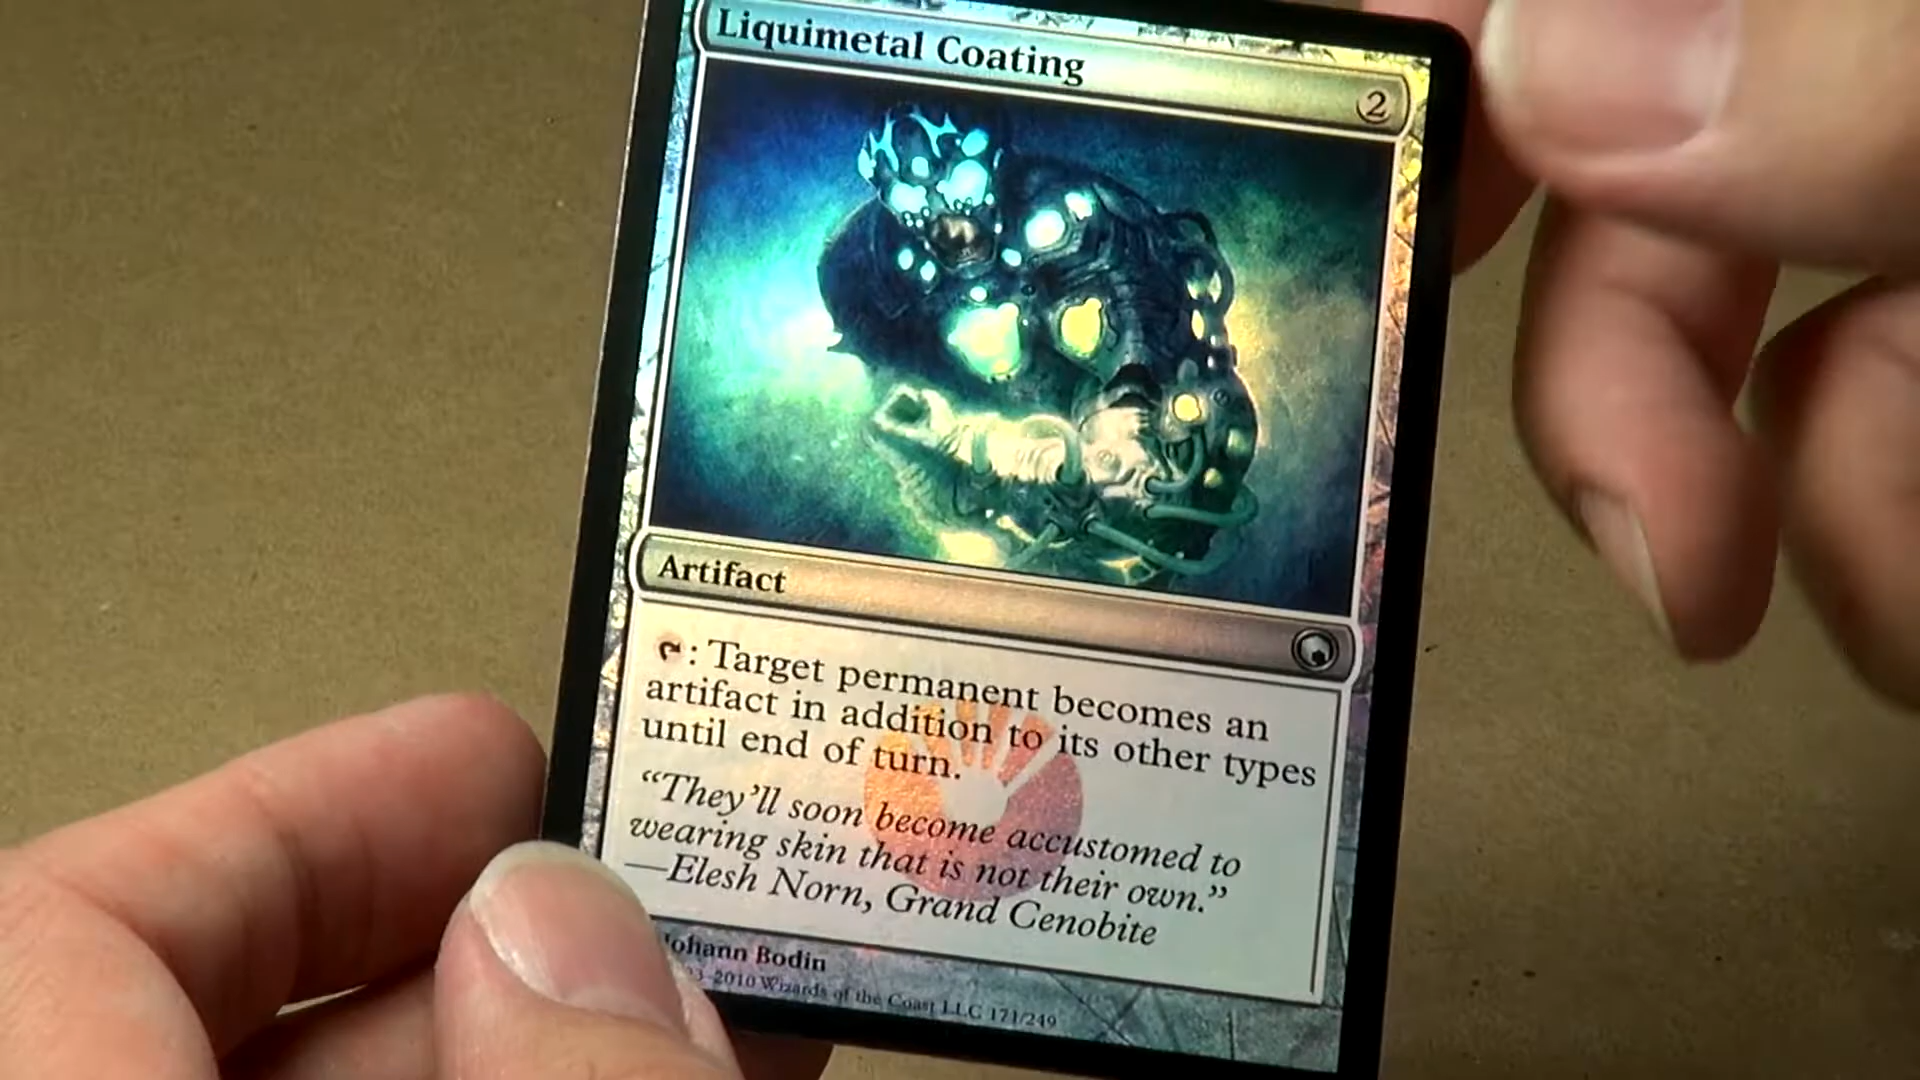 Liquimetal Coating
2
Artifact
: Target permanent becomes an
artifact in addition to its other types
until end of turn.
“They’ll soon become accustomed to
wearing skin that is not their own.”
—Elesh Norn, Grand Cenobite
Johann Bodin
93-2010 Wizards of the Coast LLC 171/249